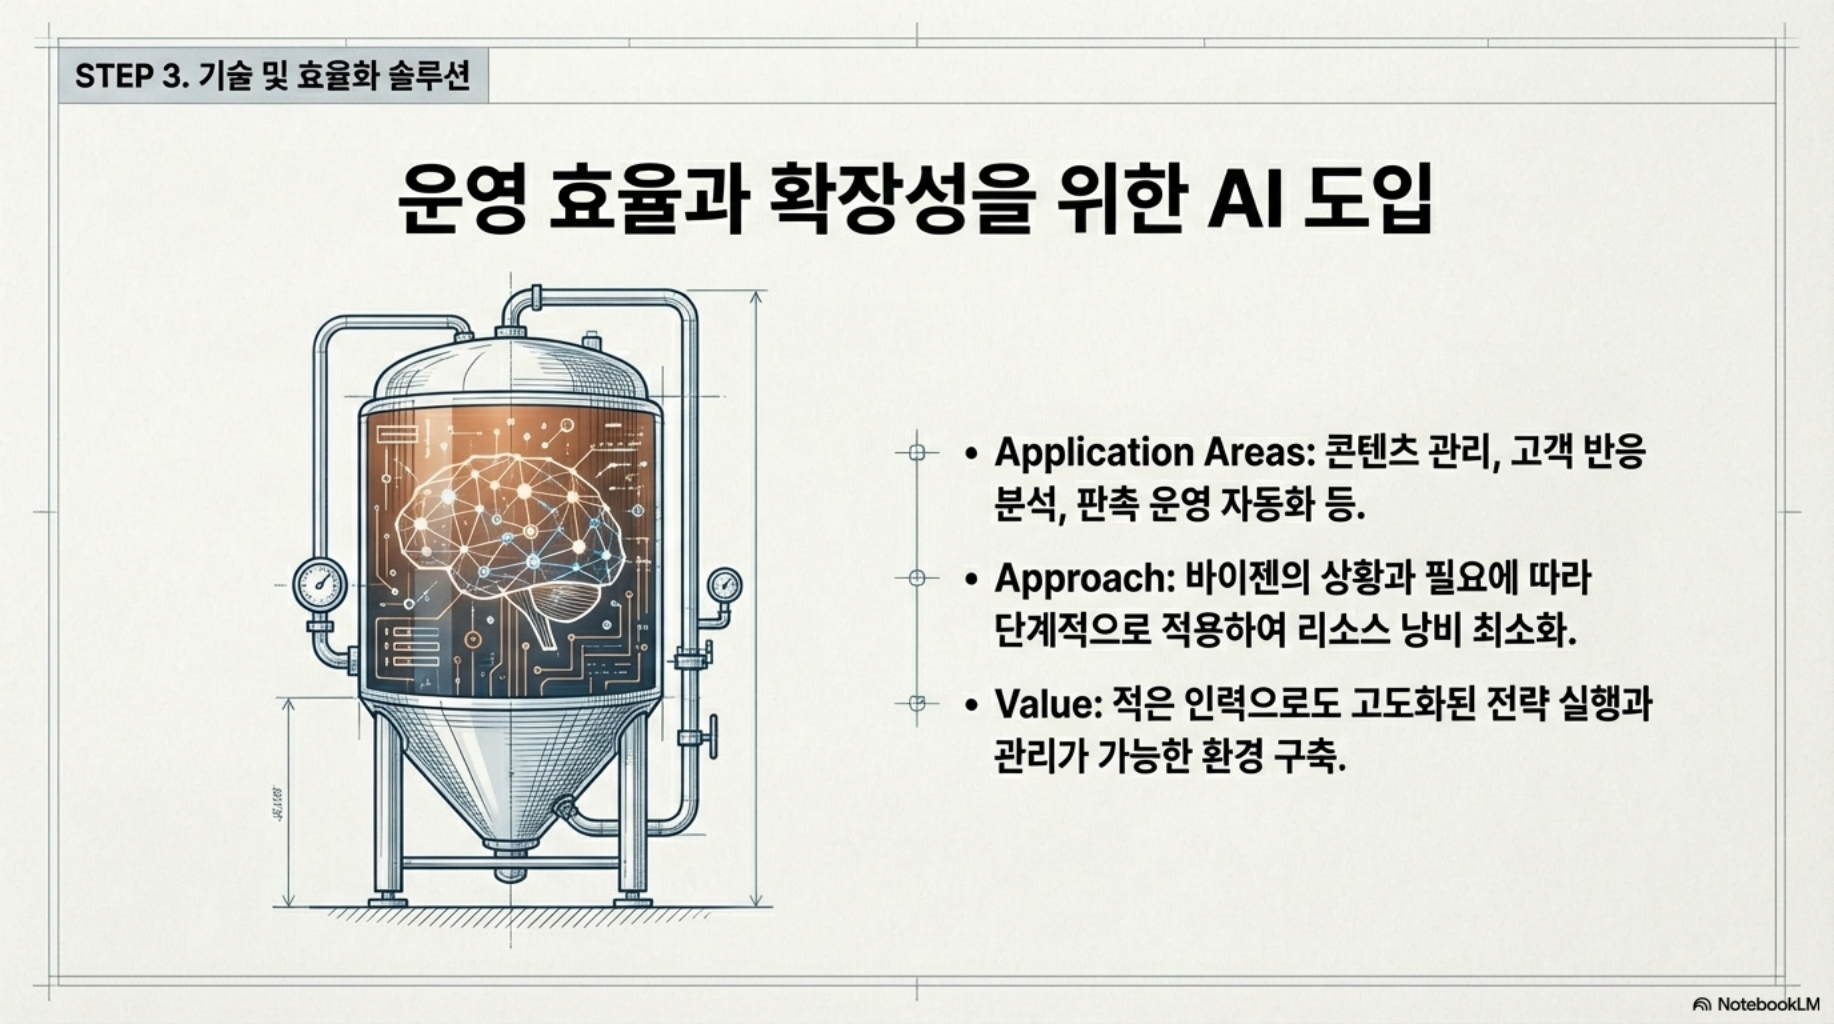 STEP 3. 기술 및 효율화 솔루션
운영 효율과 확장성을 위한 AI 도입
• Application Areas: 콘텐츠 관리, 고객 반응
분석, 판촉 운영 자동화 등.
• Approach: 바이젠의 상황과 필요에 따라
단계적으로 적용하여 리소스 낭비 최소화.
• Value: 적은 인력으로도 고도화된 전략 실행과
관리가 가능한 환경 구축.
NotebookLM